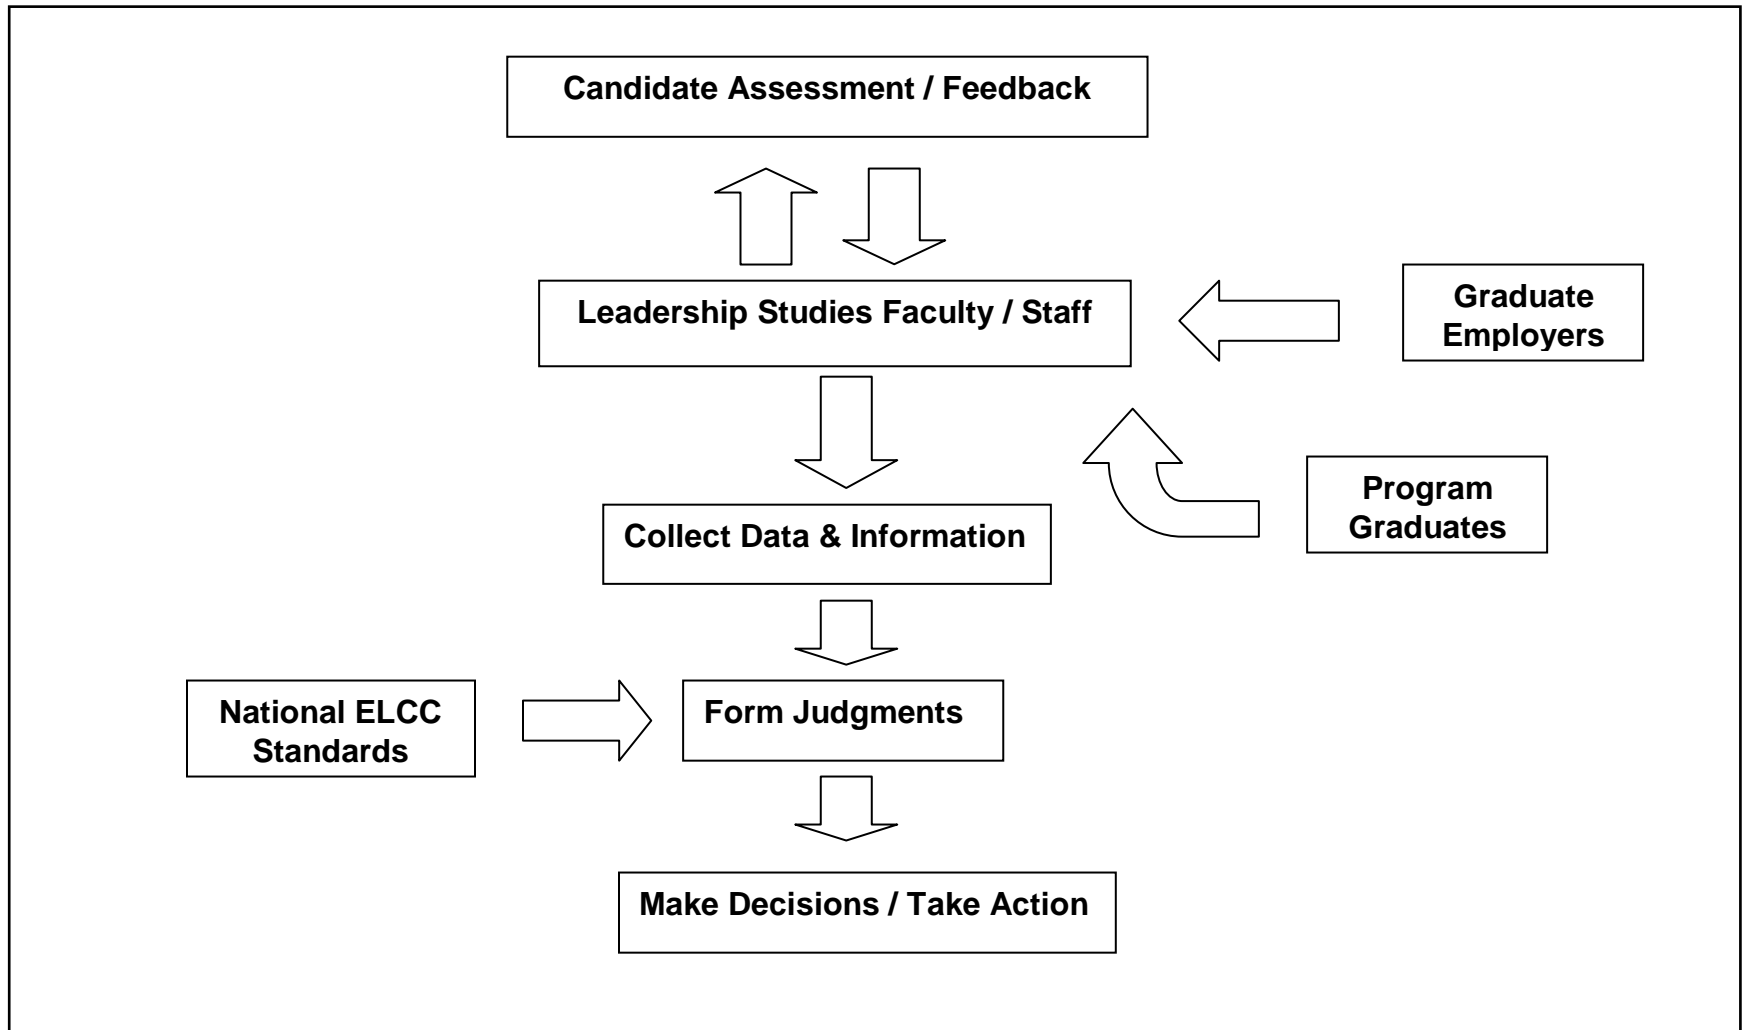 Candidate Assessment / Feedback
Leadership Studies Faculty / Staff
Graduate
Employers
Program
Graduates
Collect Data & Information
National ELCC
Standards
Form Judgments
Make Decisions / Take Action